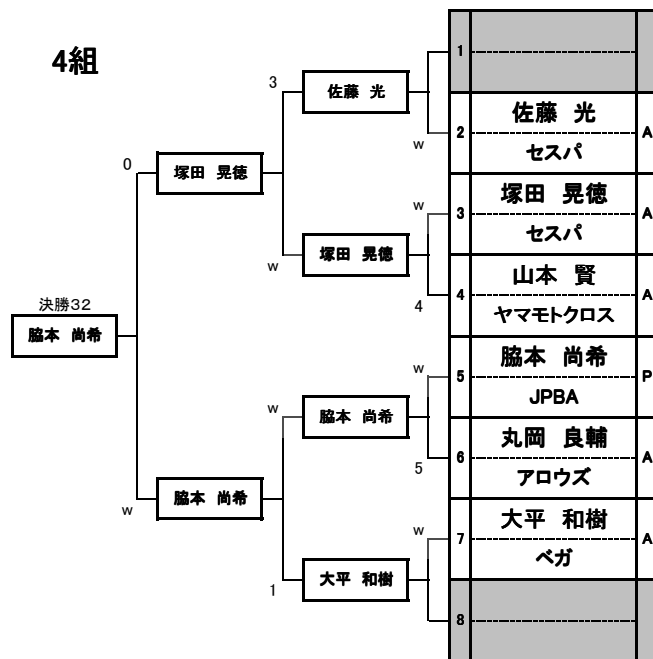 4組
1
3
佐藤 光
佐藤 光
2
A
w
セスパ
0
塚田 晃徳
w
塚田 晃徳
3
A
セスパ
w
塚田 晃徳
山本 賢
4
A
4
ヤマモトクロス
決勝32
脇本 尚希
脇本 尚希
w
5
P
JPBA
w
脇本 尚希
丸岡 良輔
5
6
A
アロウズ
w
脇本 尚希
大平 和樹
w
7
A
ベガ
1
大平 和樹
8